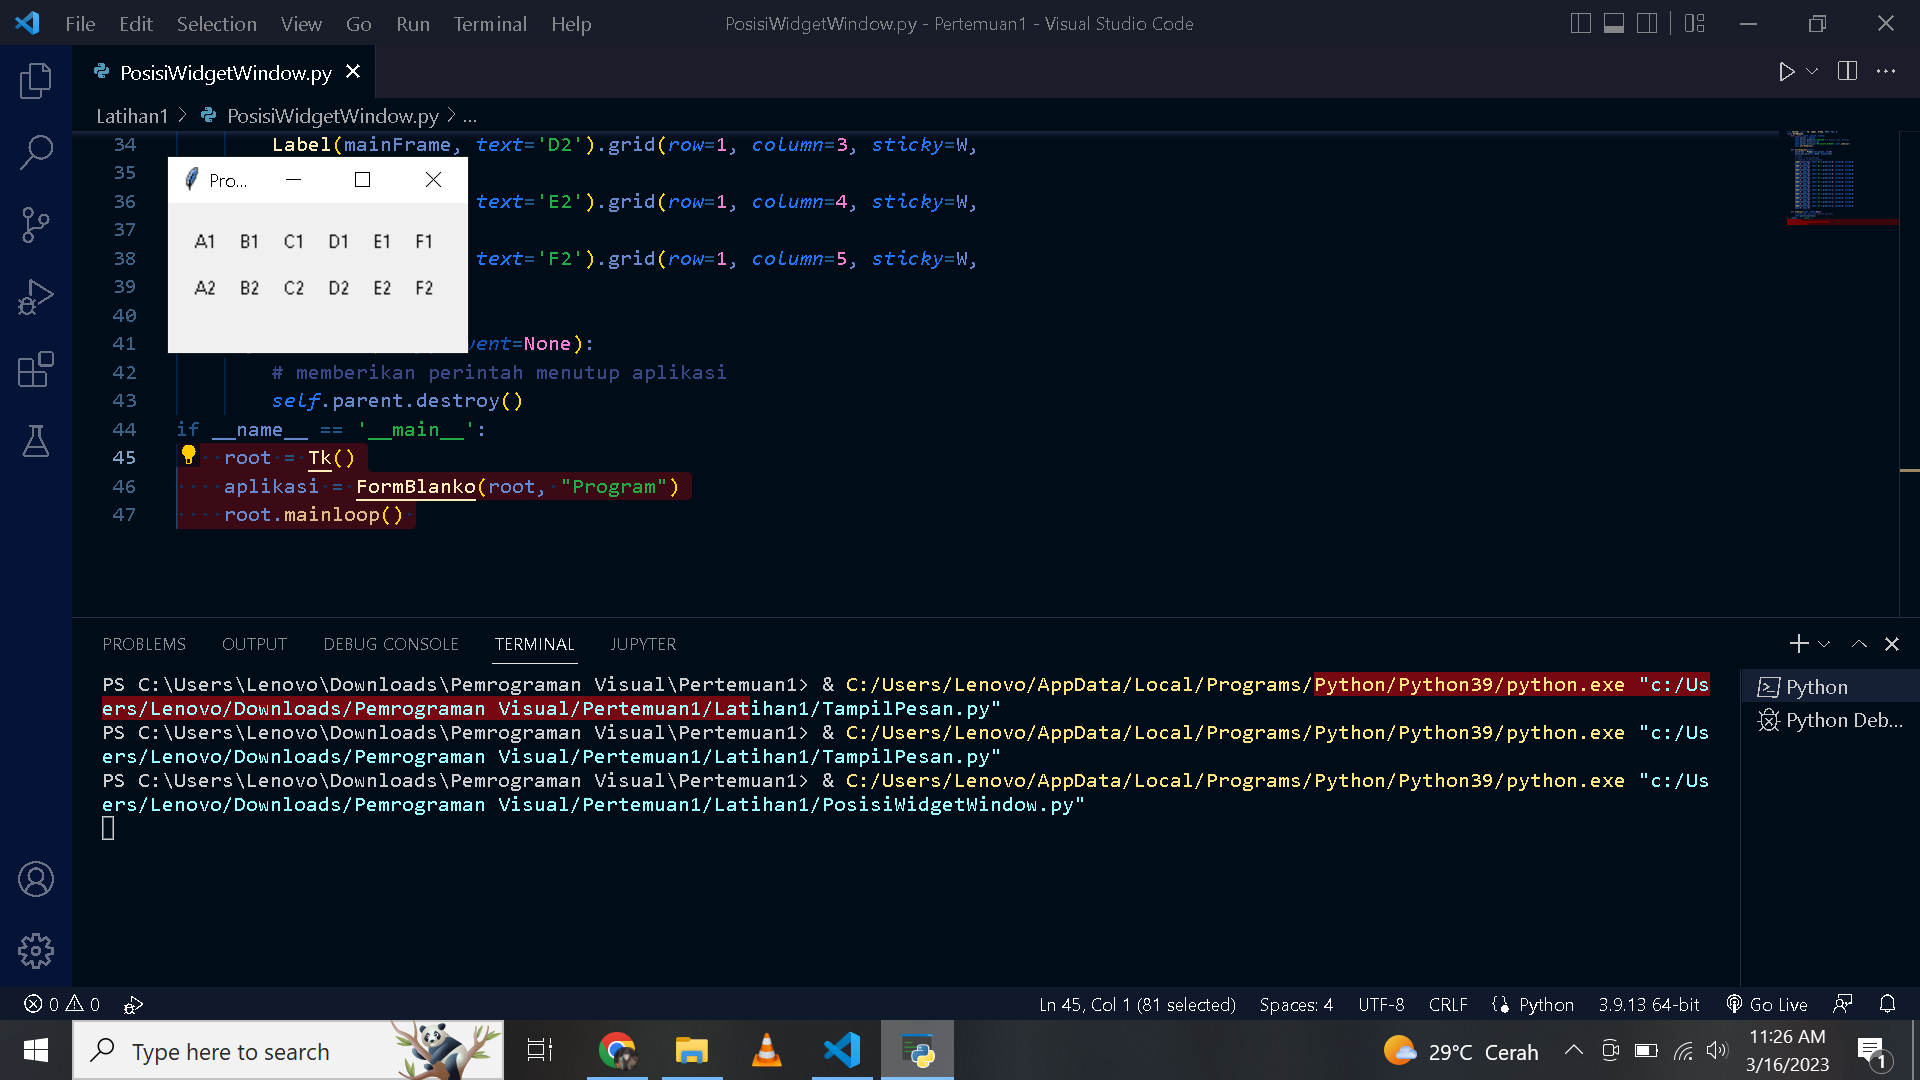 File Edit Selection View Go Run Terminal Help PosisiWidgetWindow.py - Pertemuan1 - Visual Studio Code
PosisiWidgetWindow.py
Latihan1 > PosisiWidgetWindow.py > ...
34 Label(mainFrame, text='D2').grid(row=1, column=3, sticky=W,
35
36 text='E2').grid(row=1, column=4, sticky=W,
37
38 text='F2').grid(row=1, column=5, sticky=W,
39
40
41 vent=None):
42 # memberikan perintah menutup aplikasi
43 self.parent.destroy()
44 if __name__ == '__main__':
45 root = Tk()
46 aplikasi = FormBlanko(root, "Program")
47 root.mainloop()
Pro...
A1 B1 C1 D1 E1 F1
A2 B2 C2 D2 E2 F2
PROBLEMS OUTPUT DEBUG CONSOLE TERMINAL JUPYTER
PS C:\Users\Lenovo\Downloads\Pemrograman Visual\Pertemuan1> & C:/Users/Lenovo/AppData/Local/Programs/Python/Python39/python.exe "c:/Us
ers/Lenovo/Downloads/Pemrograman Visual/Pertemuan1/Latihan1/TampilPesan.py"
PS C:\Users\Lenovo\Downloads\Pemrograman Visual\Pertemuan1> & C:/Users/Lenovo/AppData/Local/Programs/Python/Python39/python.exe "c:/Us
ers/Lenovo/Downloads/Pemrograman Visual/Pertemuan1/Latihan1/TampilPesan.py"
PS C:\Users\Lenovo\Downloads\Pemrograman Visual\Pertemuan1> & C:/Users/Lenovo/AppData/Local/Programs/Python/Python39/python.exe "c:/Us
ers/Lenovo/Downloads/Pemrograman Visual/Pertemuan1/Latihan1/PosisiWidgetWindow.py"
Python
Python Deb...
0 0 Ln 45, Col 1 (81 selected) Spaces: 4 UTF-8 CRLF Python 3.9.13 64-bit Go Live
Type here to search
29°C Cerah
11:26 AM
3/16/2023
1